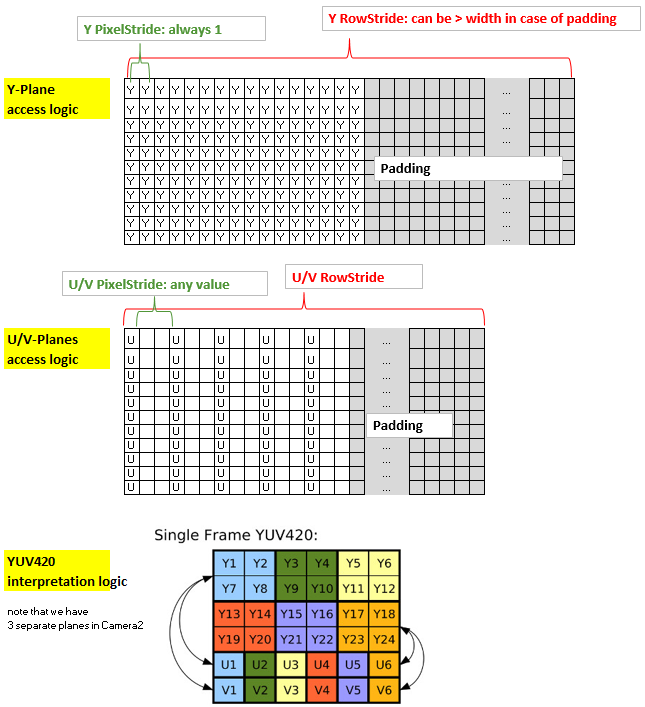 Y PixelStride: always 1
Y RowStride: can be > width in case of padding
Y-Plane
access logic
Y Y Y Y Y Y Y Y Y Y Y Y Y Y Y Y ...
Y Y Y Y Y Y Y Y Y Y Y Y Y Y Y Y ...
Y Y Y Y Y Y Y Y Y Y Y Y Y Y Y Y ...
Y Y Y Y Y Y Y Y Y Y Y Y Y Y Y Y ...
Y Y Y Y Y Y Y Y Y Y Y Y Y Y Y Y
Y Y Y Y Y Y Y Y Y Y Y Y Y Y Y Y Padding
Y Y Y Y Y Y Y Y Y Y Y Y Y Y Y Y ...
Y Y Y Y Y Y Y Y Y Y Y Y Y Y Y Y ...
Y Y Y Y Y Y Y Y Y Y Y Y Y Y Y Y ...
Y Y Y Y Y Y Y Y Y Y Y Y Y Y Y Y ...
Y Y Y Y Y Y Y Y Y Y Y Y Y Y Y Y ...
U/V PixelStride: any value
U/V RowStride
U/V-Planes
access logic
U U U U U ...
U U U U U ...
U U U U U ...
U U U U U ...
U U U U U ...
U U U U U
U U U U U Padding
U U U U U ...
U U U U U ...
U U U U U ...
U U U U U ...
Single Frame YUV420:
YUV420
interpretation logic
note that we have
3 separate planes in Camera2
Y1 Y2 Y3 Y4 Y5 Y6
Y7 Y8 Y9 Y10 Y11 Y12
Y13 Y14 Y15 Y16 Y17 Y18
Y19 Y20 Y21 Y22 Y23 Y24
U1 U2 U3 U4 U5 U6
V1 V2 V3 V4 V5 V6